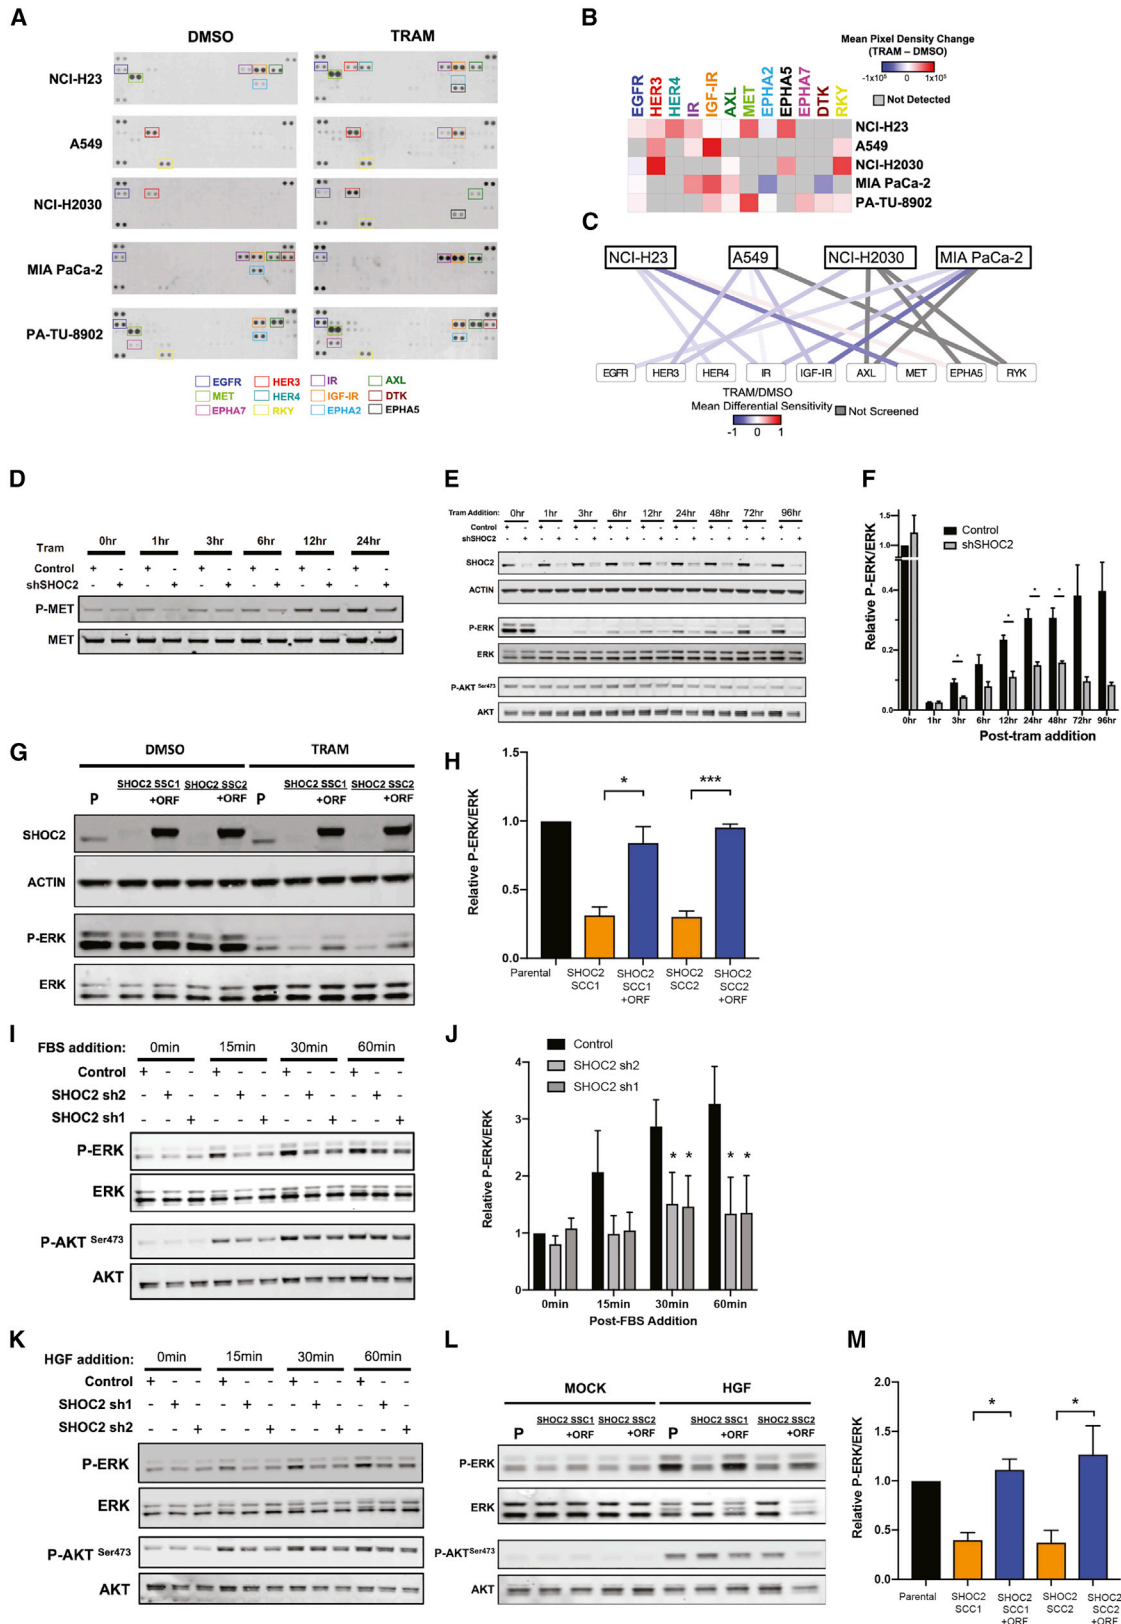 A
DMSO TRAM
NCI-H23
A549
NCI-H2030
MIA PaCa-2
PA-TU-8902
EGFR HER3 IR AXL
MET HER4 IGF-IR DTK
EPHA7 RKY EPHA2 EPHA5
B
Mean Pixel Density Change
(TRAM – DMSO)
-1x10⁵ 0 1x10⁵
Not Detected
EGFR HER3 HER4 IR IGF-IR AXL MET EPHA2 EPHA5 EPHA7 DTK RKY
NCI-H23
A549
NCI-H2030
MIA PaCa-2
PA-TU-8902
C
NCI-H23 A549 NCI-H2030 MIA PaCa-2
EGFR HER3 HER4 IR IGF-IR AXL MET EPHA5 RYK
TRAM/DMSO
Mean Differential Sensitivity Not Screened
-1 0 1
D
Tram 0hr 1hr 3hr 6hr 12hr 24hr
Control + - + - + - + - + - + -
shSHOC2 - + - + - + - + - + - +
P-MET
MET
E
Tram Addition: 0hr 1hr 3hr 6hr 12hr 24hr 48hr 72hr 96hr
Control + - + - + - + - + - + - + - + - + -
shSHOC2 - + - + - + - + - + - + - + - + - +
SHOC2
ACTIN
P-ERK
ERK
P-AKT Ser473
AKT
F
Relative P-ERK/ERK
1.5
1.0
0.4
0.2
0.0
Control
shSHOC2
* * * *
0hr 1hr 3hr 6hr 12hr 24hr 48hr 72hr 96hr
Post-tram addition
G
DMSO TRAM
P SHOC2 SSC1 SHOC2 SSC2 P SHOC2 SSC1 SHOC2 SSC2
+ORF +ORF +ORF +ORF
SHOC2
ACTIN
P-ERK
ERK
H
Relative P-ERK/ERK
1.5
1.0
0.5
0.0
* ***
Parental SHOC2 SCC1 SHOC2 SCC1 +ORF SHOC2 SCC2 SHOC2 SCC2 +ORF
I
FBS addition: 0min 15min 30min 60min
Control + - - + - - + - - + - -
SHOC2 sh2 - + - - + - - + - - + -
SHOC2 sh1 - - + - - + - - + - - +
P-ERK
ERK
P-AKT Ser473
AKT
J
Relative P-ERK/ERK
4
3
2
1
0
Control
SHOC2 sh2
SHOC2 sh1
* * * *
0min 15min 30min 60min
Post-FBS Addition
K
HGF addition: 0min 15min 30min 60min
Control + - - + - - + - - + - -
SHOC2 sh1 - + - - + - - + - - + -
SHOC2 sh2 - - + - - + - - + - - +
P-ERK
ERK
P-AKT Ser473
AKT
L
MOCK HGF
P SHOC2 SSC1 SHOC2 SSC2 P SHOC2 SSC1 SHOC2 SSC2
+ORF +ORF +ORF +ORF
P-ERK
ERK
P-AKT Ser473
AKT
M
Relative P-ERK/ERK
2.0
1.5
1.0
0.5
0.0
* *
Parental SHOC2 SCC1 SHOC2 SCC1 +ORF SHOC2 SCC2 SHOC2 SCC2 +ORF